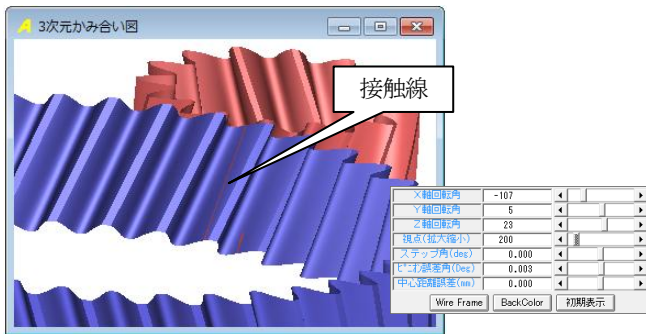 3次元かみ合い図
接触線
X軸回転角 -107
Y軸回転角 5
Z軸回転角 23
視点(拡大縮小) 200
ステップ角(deg) 0.000
ピニオン誤差角(Deg) 0.003
中心距離誤差(mm) 0.000
Wire Frame BackColor 初期表示